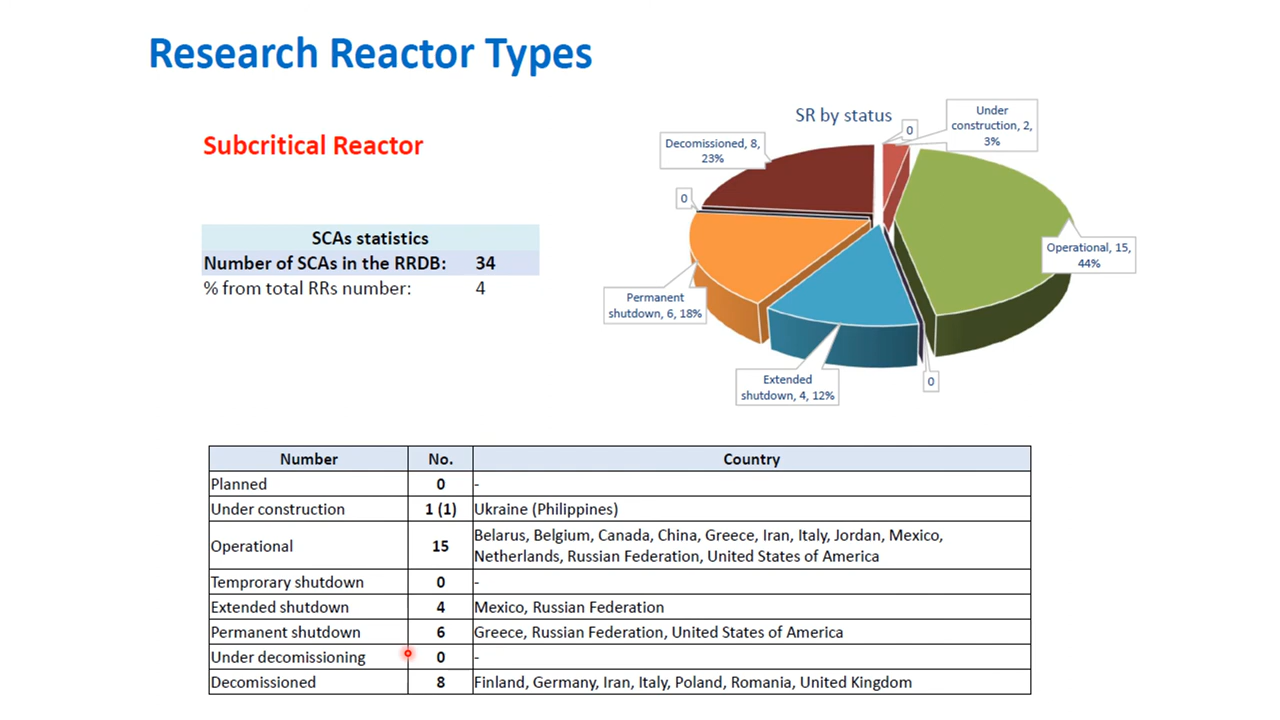 Research Reactor Types
Subcritical Reactor
SCAs statistics
Number of SCAs in the RRDB: 34
% from total RRs number: 4
SR by status
0
Under
construction, 2,
3%
Decomissioned, 8,
23%
0
Operational, 15,
44%
Permanent
shutdown, 6, 18%
Extended
shutdown, 4, 12%
0
Number No. Country
Planned 0 -
Under construction 1 (1) Ukraine (Philippines)
Operational 15 Belarus, Belgium, Canada, China, Greece, Iran, Italy, Jordan, Mexico,
Netherlands, Russian Federation, United States of America
Temprorary shutdown 0 -
Extended shutdown 4 Mexico, Russian Federation
Permanent shutdown 6 Greece, Russian Federation, United States of America
Under decomissioning 0 -
Decomissioned 8 Finland, Germany, Iran, Italy, Poland, Romania, United Kingdom